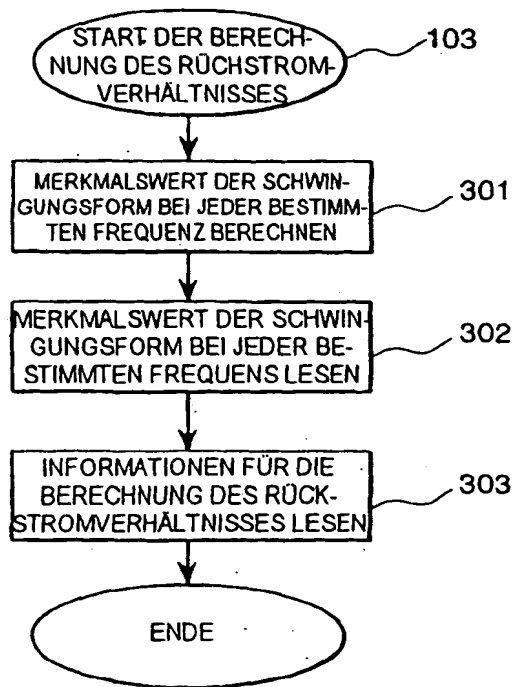 START DER BERECH-
NUNG DES RÜCHSTROM-
VERHÄLTNISSES
103
MERKMALSWERT DER SCHWIN-
GUNGSFORM BEI JEDER BESTIMM-
TEN FREQUENZ BERECHNEN
301
MERKMALSWERT DER SCHWIN-
GUNGSFORM BEI JEDER BE-
STIMMTEN FREQUENS LESEN
302
INFORMATIONEN FÜR DIE
BERECHNUNG DES RÜCK-
STROMVERHÄLTNISSES LESEN
303
ENDE